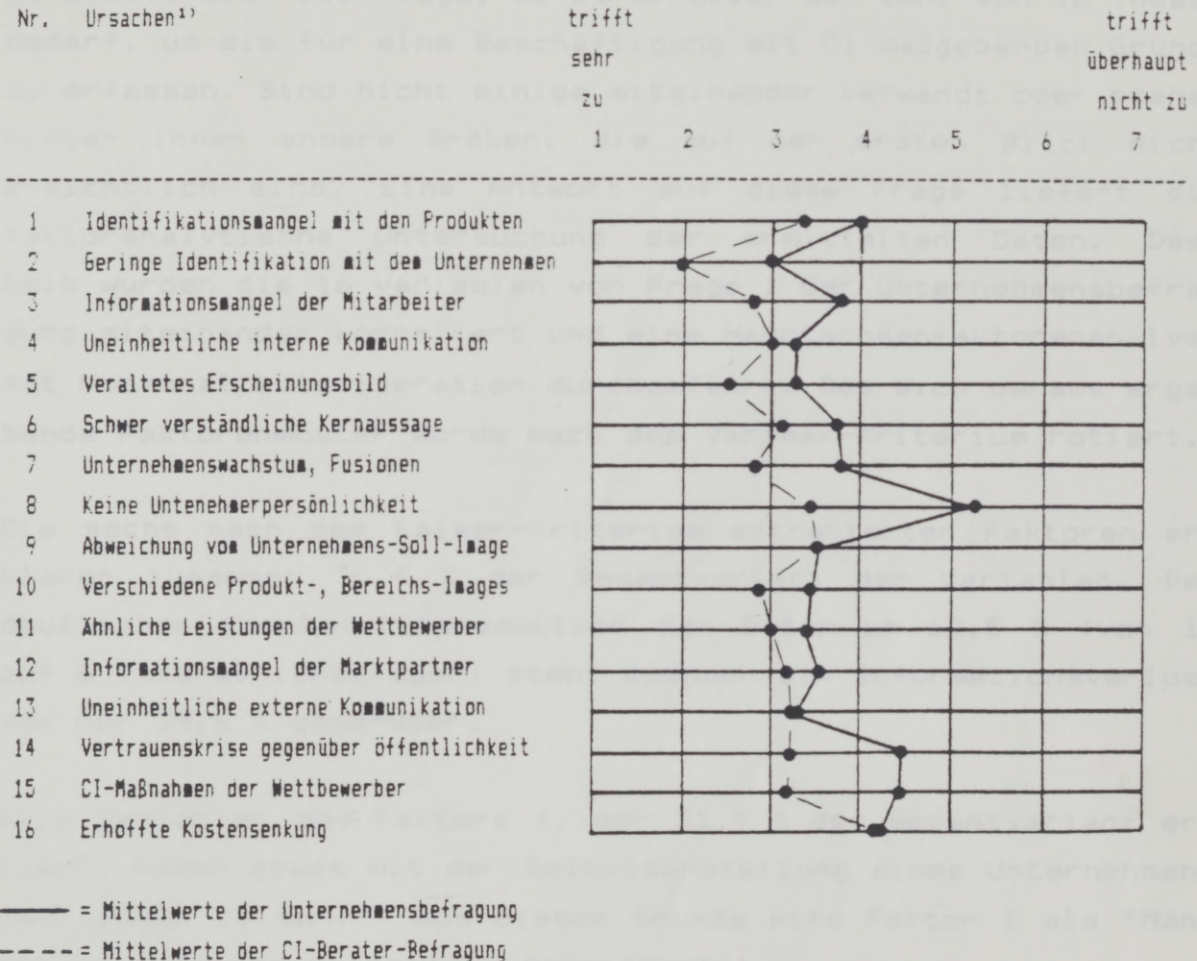 Nr. Ursachen¹⁾ trifft trifft
sehr überhaupt
zu nicht zu
1 2 3 4 5 6 7
1 Identifikationsmangel mit den Produkten
2 Geringe Identifikation mit dem Unternehmen
3 Informationsmangel der Mitarbeiter
4 Uneinheitliche interne Kommunikation
5 Veraltetes Erscheinungsbild
6 Schwer verständliche Kernaussage
7 Unternehmenswachstum, Fusionen
8 Keine Untenehmerpersönlichkeit
9 Abweichung vom Unternehmens-Soll-Image
10 Verschiedene Produkt-, Bereichs-Images
11 Ähnliche Leistungen der Wettbewerber
12 Informationsmangel der Marktpartner
13 Uneinheitliche externe Kommunikation
14 Vertrauenskrise gegenüber öffentlichkeit
15 CI-Maßnahmen der Wettbewerber
16 Erhoffte Kostensenkung
= Mittelwerte der Unternehmensbefragung
= Mittelwerte der CI-Berater-Befragung